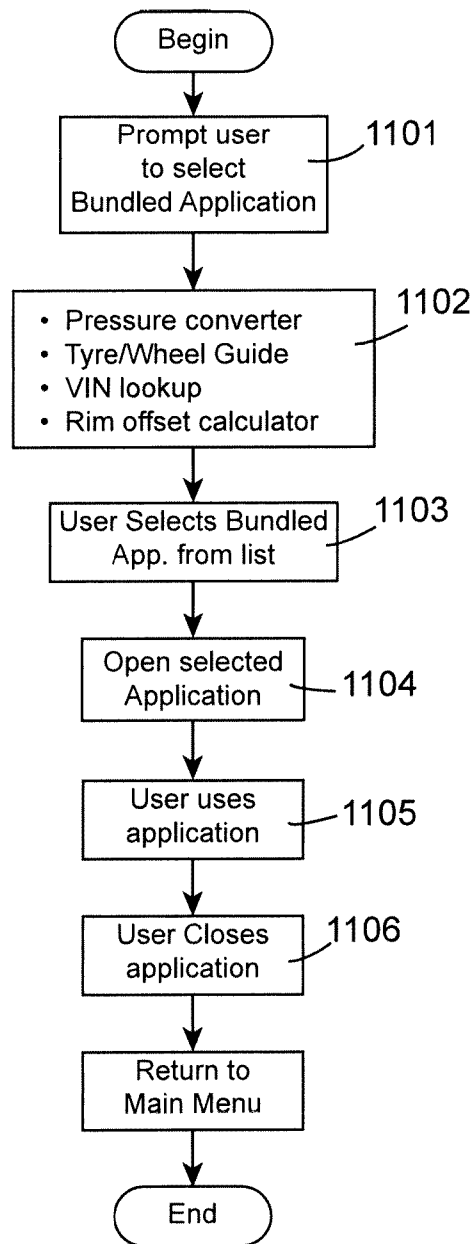 Begin
Prompt user
to select
Bundled Application
1101
• Pressure converter
• Tyre/Wheel Guide
• VIN lookup
• Rim offset calculator
1102
User Selects Bundled
App. from list
1103
Open selected
Application
1104
User uses
application
1105
User Closes
application
1106
Return to
Main Menu
End